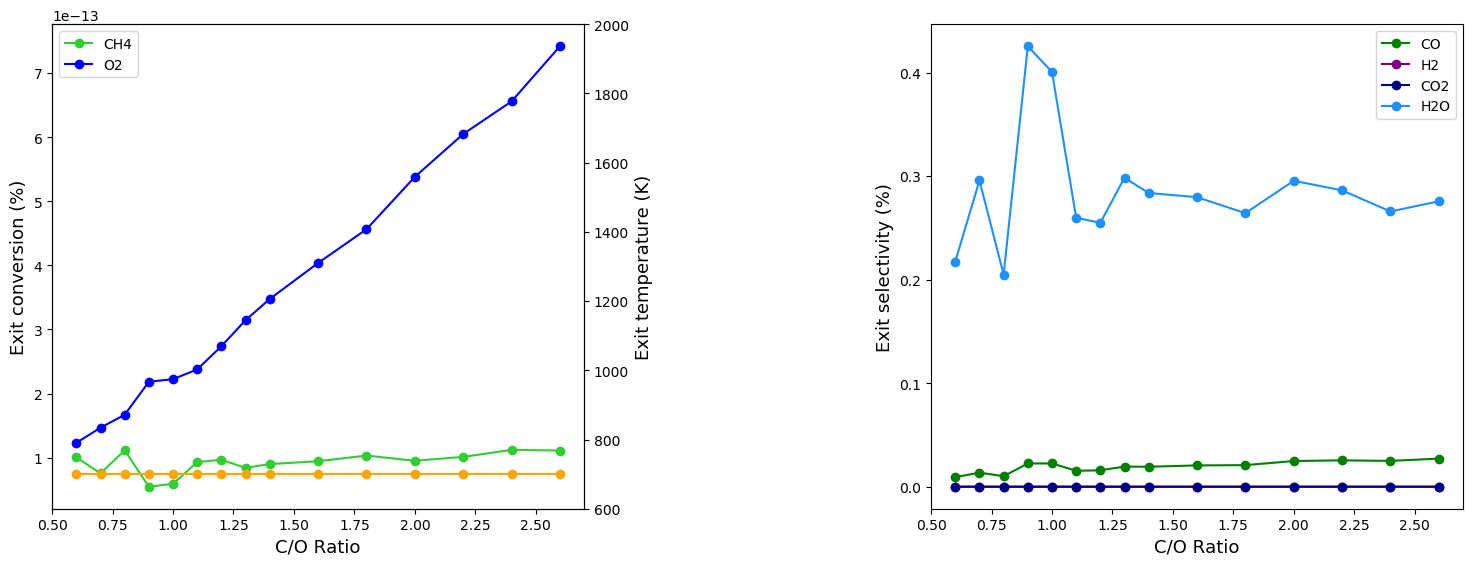 1e−13
CH4
O2
7
6
5
4
3
2
1
Exit conversion (%)
0.50 0.75 1.00 1.25 1.50 1.75 2.00 2.25 2.50
C/O Ratio
2000
1800
1600
1400
1200
1000
800
600
Exit temperature (K)
CO
H2
CO2
H2O
0.4
0.3
0.2
0.1
0.0
Exit selectivity (%)
0.50 0.75 1.00 1.25 1.50 1.75 2.00 2.25 2.50
C/O Ratio